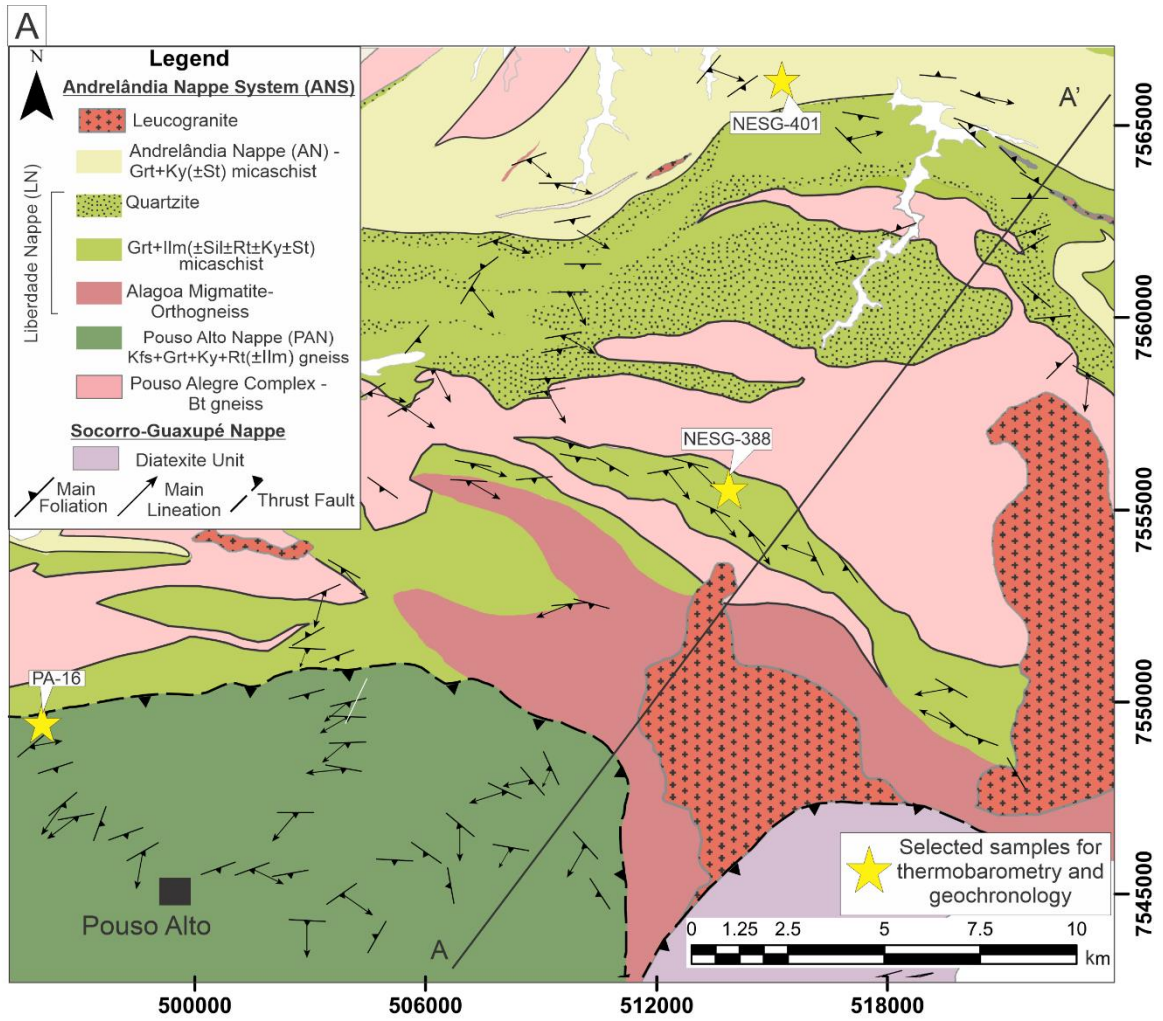 A
N
Legend
Andrelândia Nappe System (ANS)
Leucogranite
Andrelândia Nappe (AN) -
Grt+Ky(±St) micaschist
Quartzite
Grt+Ilm(±Sil±Rt±Ky±St)
micaschist
Alagoa Migmatite-
Orthogneiss
Liberdade Nappe (LN)
Pouso Alto Nappe (PAN)
Kfs+Grt+Ky+Rt(±Ilm) gneiss
Pouso Alegre Complex -
Bt gneiss
Socorro-Guaxupé Nappe
Diatexite Unit
Main
Foliation
Main
Lineation
Thrust Fault
NESG-401
A'
NESG-388
PA-16
Pouso Alto
A
Selected samples for
thermobarometry and
geochronology
0 1.25 2.5 5 7.5 10
km
7565000
7560000
7555000
7550000
7545000
500000 506000 512000 518000